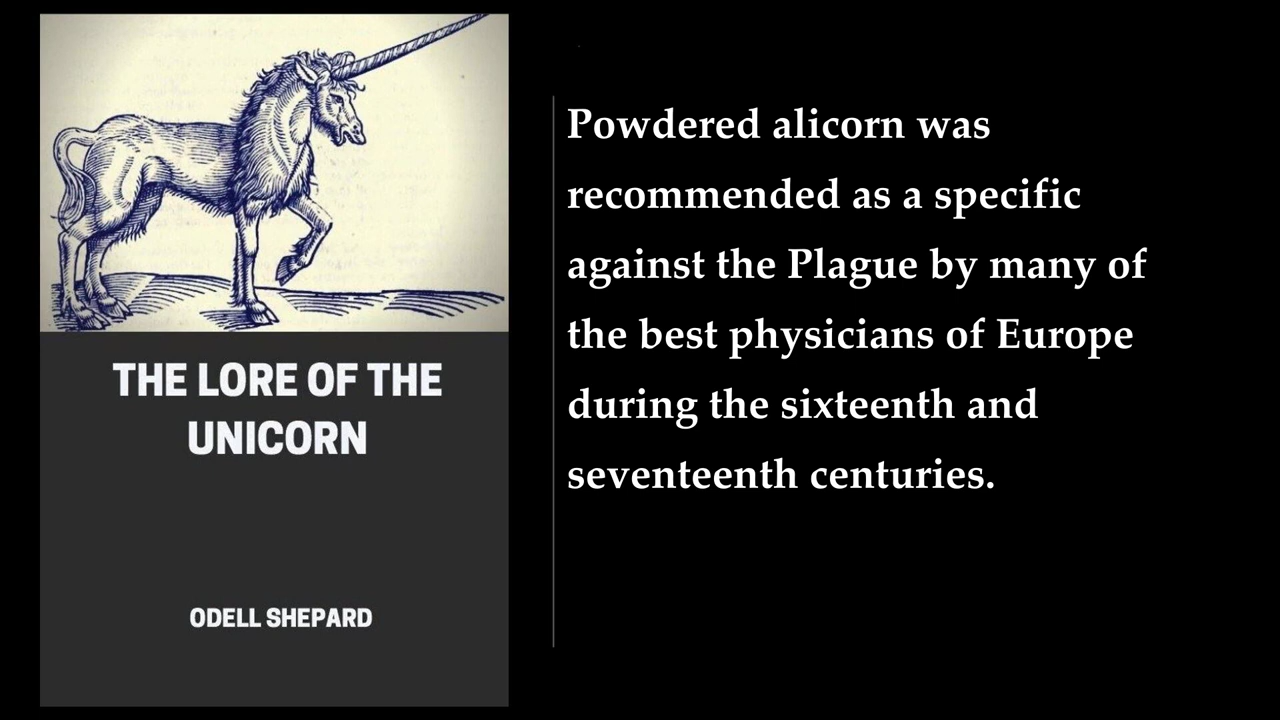 THE LORE OF THE
UNICORN
ODELL SHEPARD
Powdered alicorn was
recommended as a specific
against the Plague by many of
the best physicians of Europe
during the sixteenth and
seventeenth centuries.